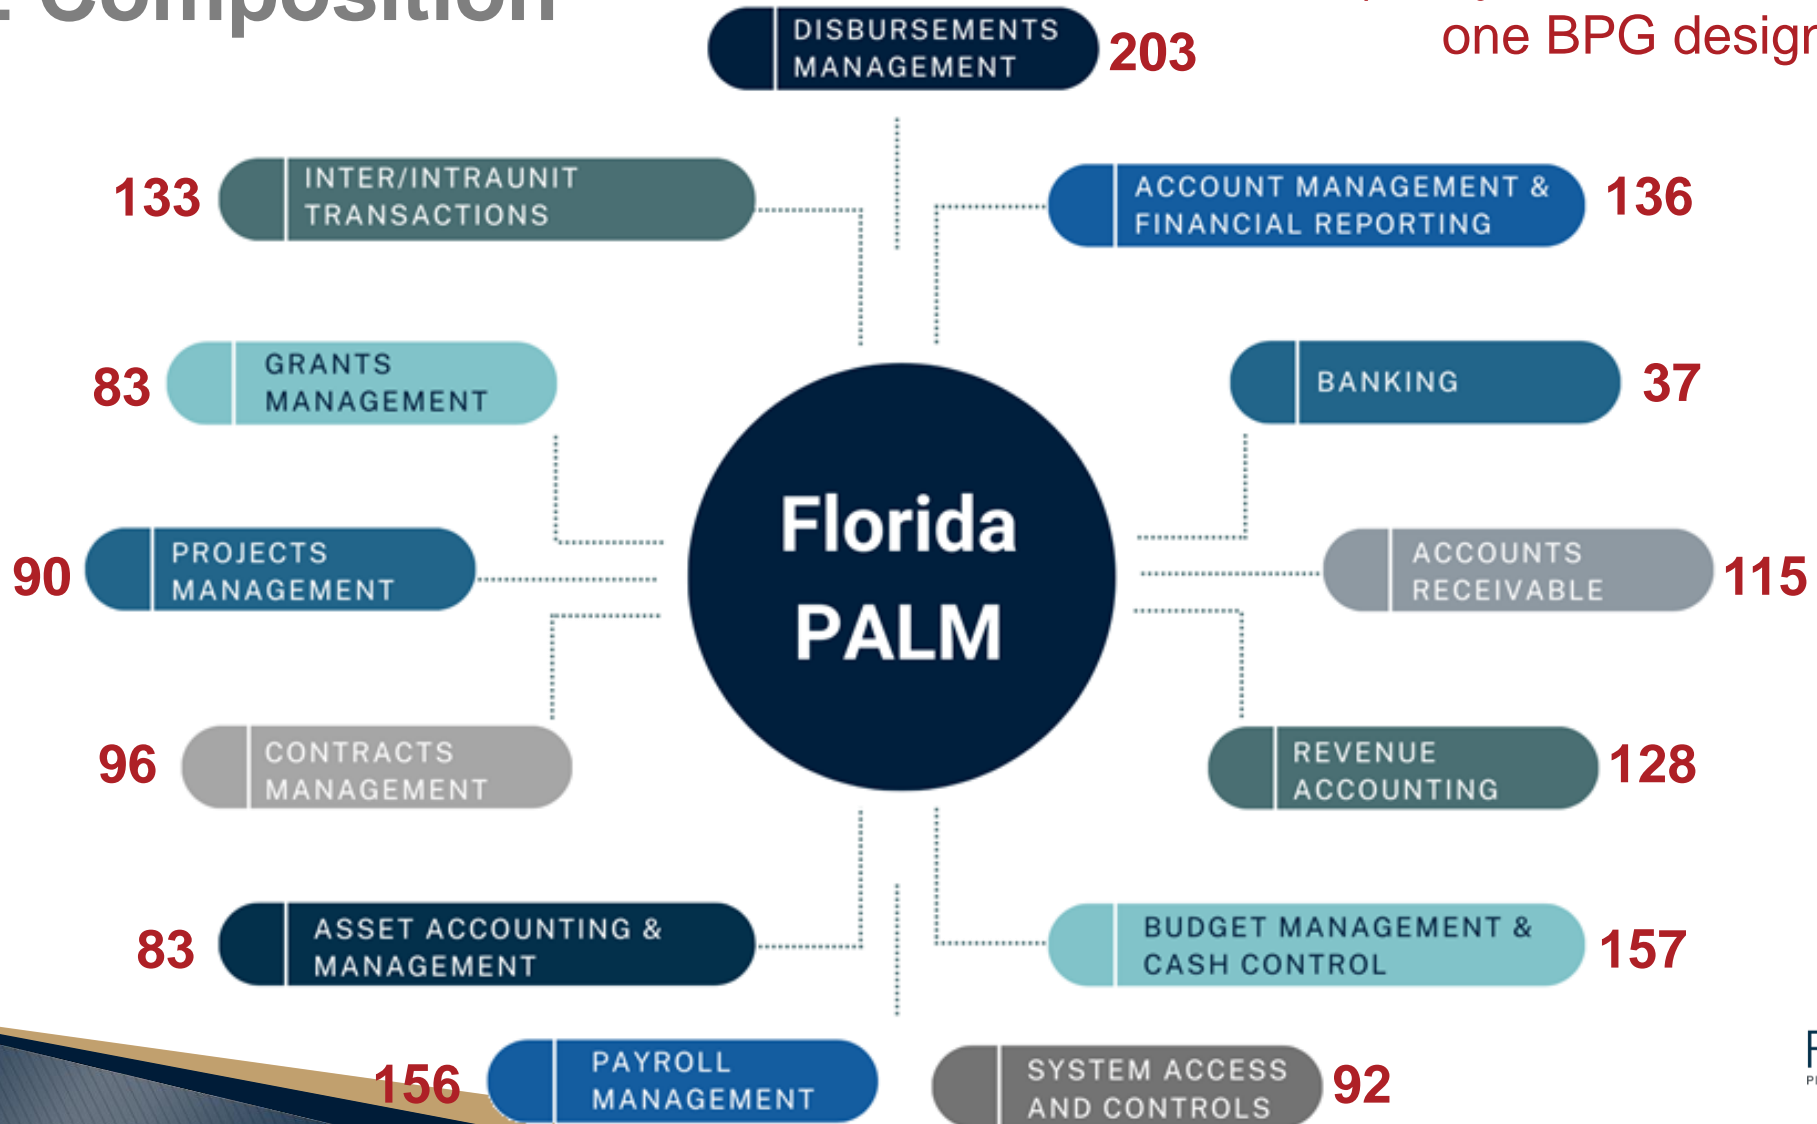 Composition
one BPG design
DISBURSEMENTS
MANAGEMENT
203
133
INTER/INTRAUNIT
TRANSACTIONS
ACCOUNT MANAGEMENT &
FINANCIAL REPORTING
136
83
GRANTS
MANAGEMENT
BANKING
37
90
PROJECTS
MANAGEMENT
Florida
PALM
ACCOUNTS
RECEIVABLE
115
96
CONTRACTS
MANAGEMENT
REVENUE
ACCOUNTING
128
83
ASSET ACCOUNTING &
MANAGEMENT
BUDGET MANAGEMENT &
CASH CONTROL
157
156
PAYROLL
MANAGEMENT
SYSTEM ACCESS
AND CONTROLS
92